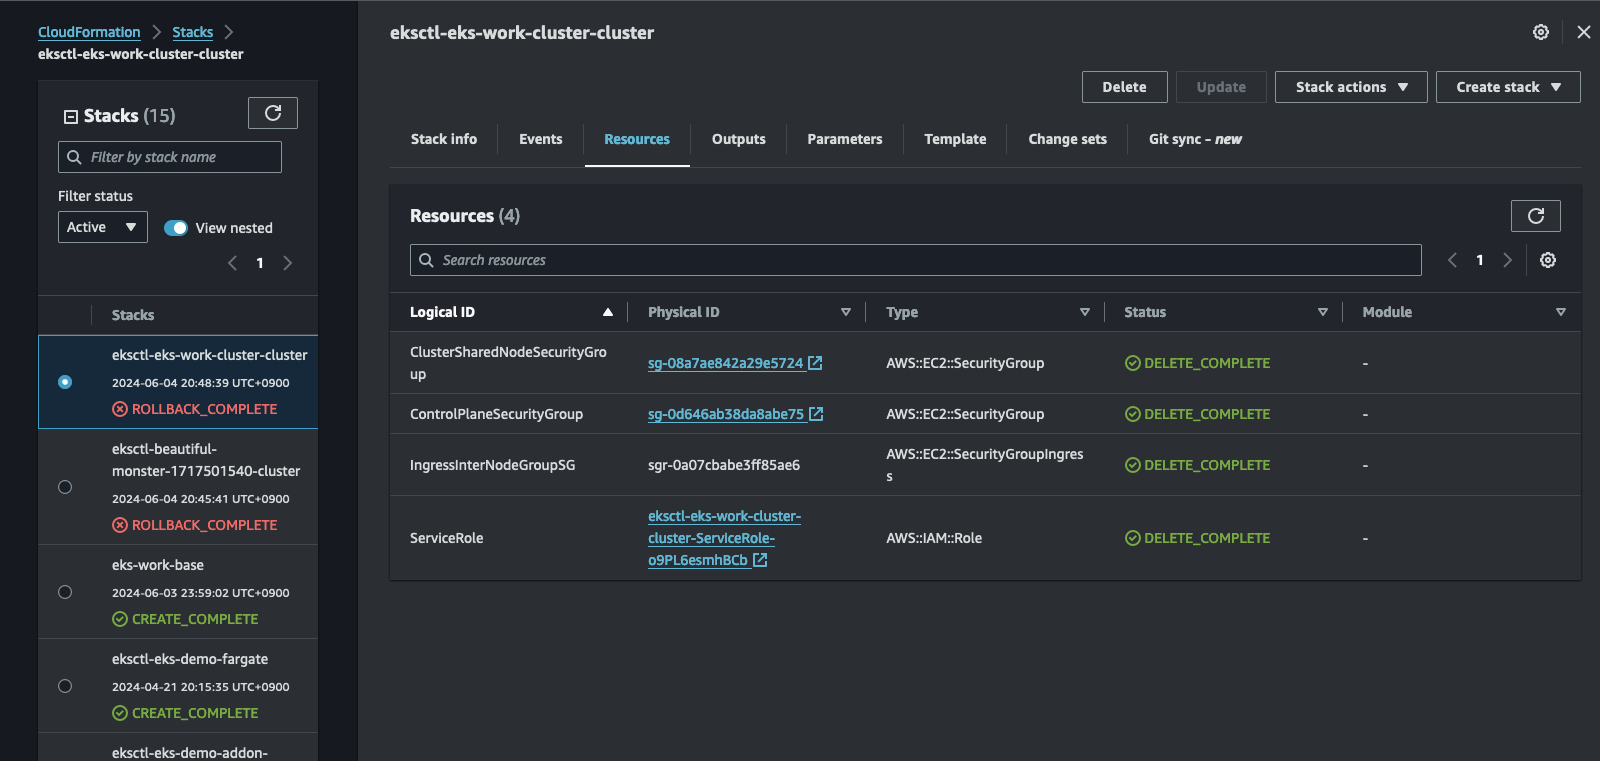 CloudFormation
Stacks
eksctl-eks-work-cluster-cluster
Stacks (15)
Filter by stack name
Filter status
Active
View nested
1
Stacks
eksctl-eks-work-cluster-cluster
2024-06-04 20:48:39 UTC+0900
ROLLBACK_COMPLETE
eksctl-beautiful-
monster-1717501540-cluster
2024-06-04 20:45:41 UTC+0900
ROLLBACK_COMPLETE
eks-work-base
2024-06-03 23:59:02 UTC+0900
CREATE_COMPLETE
eksctl-eks-demo-fargate
2024-04-21 20:15:35 UTC+0900
CREATE_COMPLETE
eksctl-eks-demo-addon-
eksctl-eks-work-cluster-cluster
Delete
Update
Stack actions
Create stack
Stack info
Events
Resources
Outputs
Parameters
Template
Change sets
Git sync - new
Resources (4)
Search resources
1
Logical ID
Physical ID
Type
Status
Module
ClusterSharedNodeSecurityGro
up
sg-08a7ae842a29e5724
AWS::EC2::SecurityGroup
DELETE_COMPLETE
-
ControlPlaneSecurityGroup
sg-0d646ab38da8abe75
AWS::EC2::SecurityGroup
DELETE_COMPLETE
-
IngressInterNodeGroupSG
sgr-0a07cbabe3ff85ae6
AWS::EC2::SecurityGroupIngres
s
DELETE_COMPLETE
-
ServiceRole
eksctl-eks-work-cluster-
cluster-ServiceRole-
o9PL6esmhBCb
AWS::IAM::Role
DELETE_COMPLETE
-